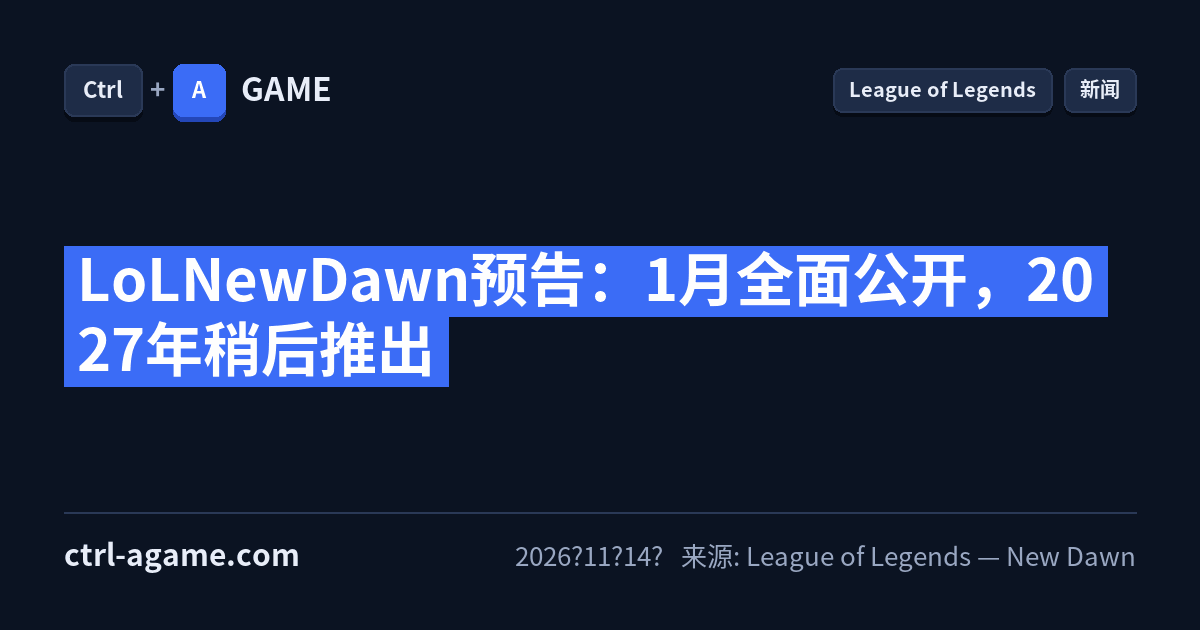 Ctrl + A GAME
League of Legends 新闻
LoLNewDawn预告：1月全面公开，20
27年稍后推出
ctrl-agame.com
2026?11?14? 来源: League of Legends — New Dawn